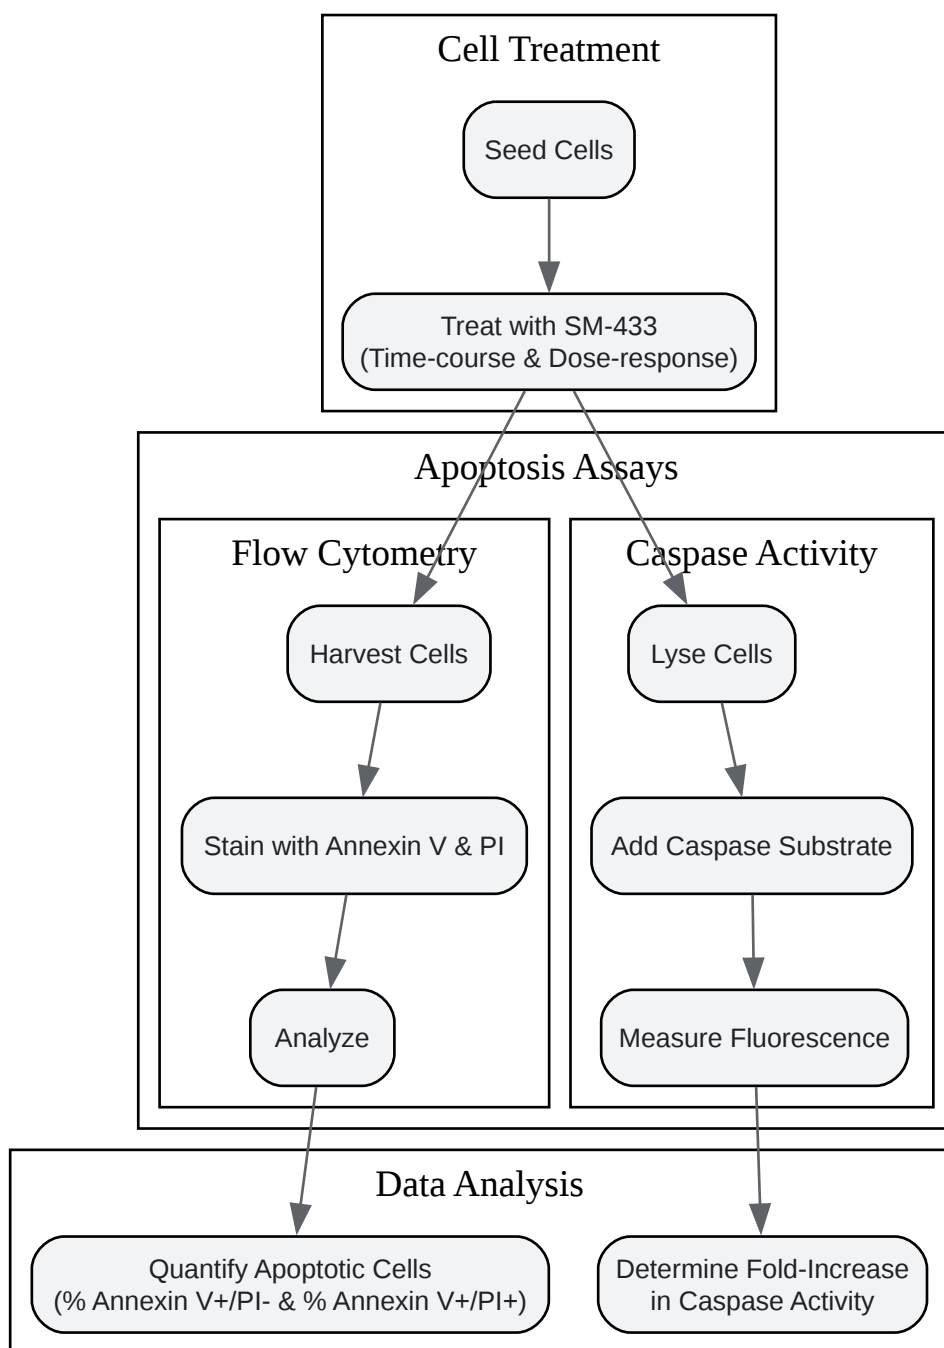 Cell Treatment
Seed Cells
Treat with SM-433
(Time-course & Dose-response)
Apoptosis Assays
Flow Cytometry
Harvest Cells
Stain with Annexin V & PI
Analyze
Caspase Activity
Lyse Cells
Add Caspase Substrate
Measure Fluorescence
Data Analysis
Quantify Apoptotic Cells
(% Annexin V+/PI- & % Annexin V+/PI+)
Determine Fold-Increase
in Caspase Activity